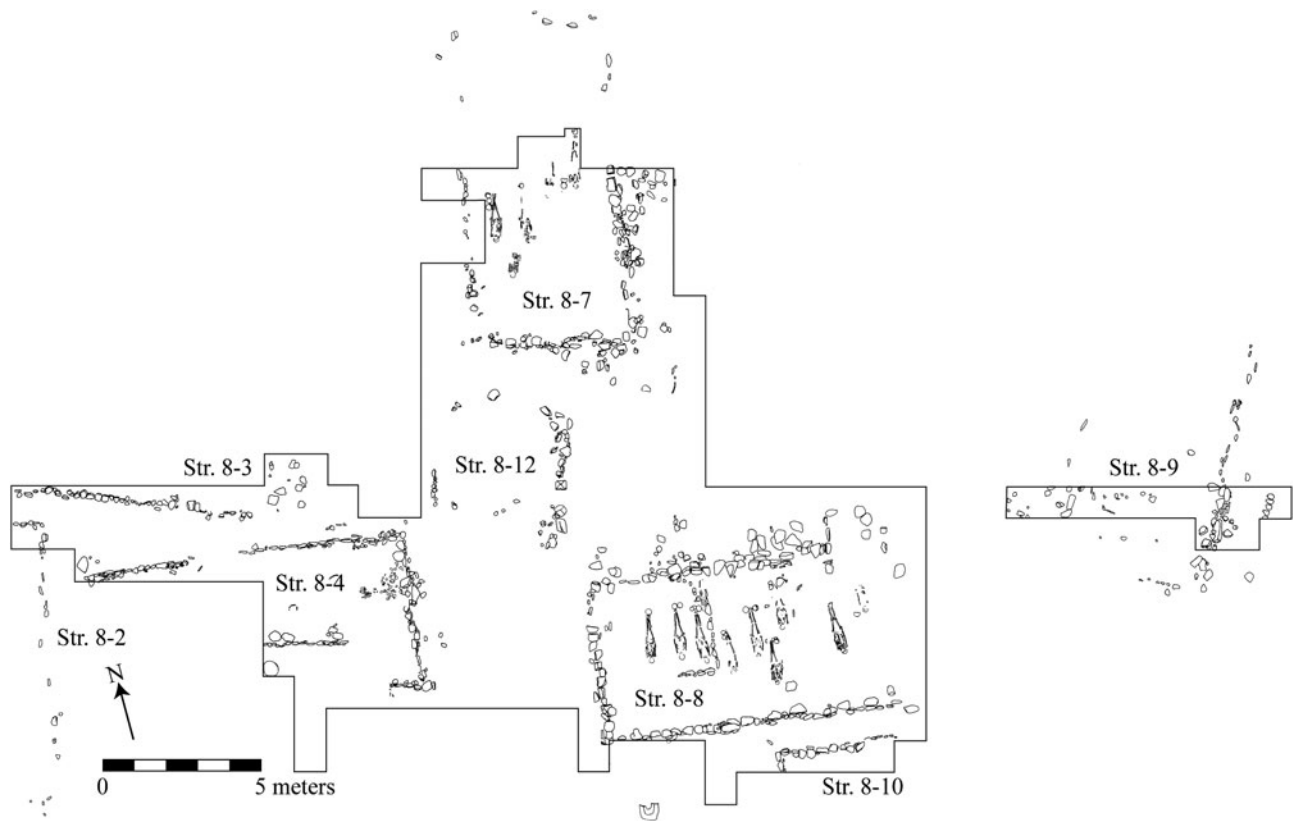 Str. 8-7
Str. 8-3
Str. 8-12
Str. 8-9
Str. 8-4
Str. 8-2
N
Str. 8-8
0
5 meters
Str. 8-10